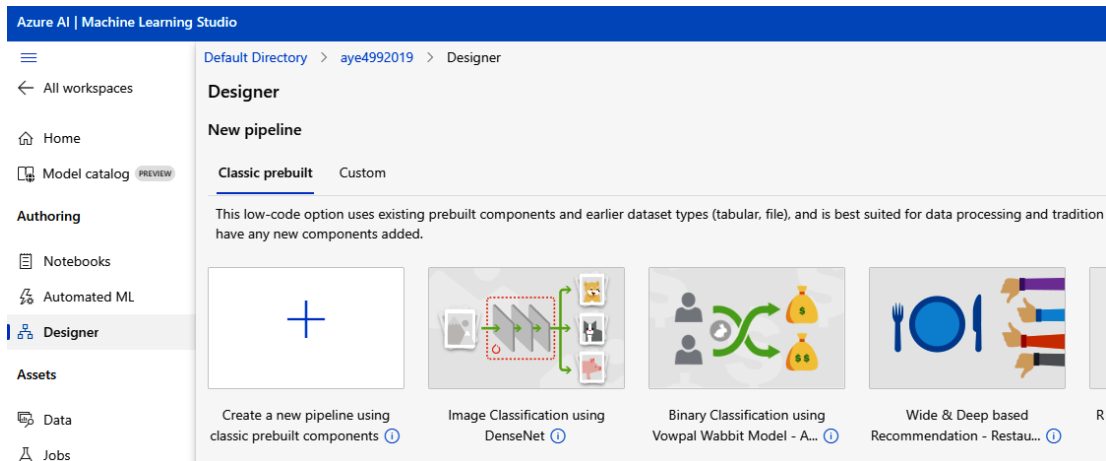 Azure AI | Machine Learning Studio
Default Directory > aye4992019 > Designer
All workspaces
Designer
Home
New pipeline
Model catalog PREVIEW
Classic prebuilt Custom
Authoring
This low-code option uses existing prebuilt components and earlier dataset types (tabular, file), and is best suited for data processing and tradition
have any new components added.
Notebooks
Automated ML
Designer
Assets
Data
Jobs
$
$$
Create a new pipeline using
classic prebuilt components
Image Classification using
DenseNet
Binary Classification using
Vowpal Wabbit Model - A...
Wide & Deep based
Recommendation - Restau...
R